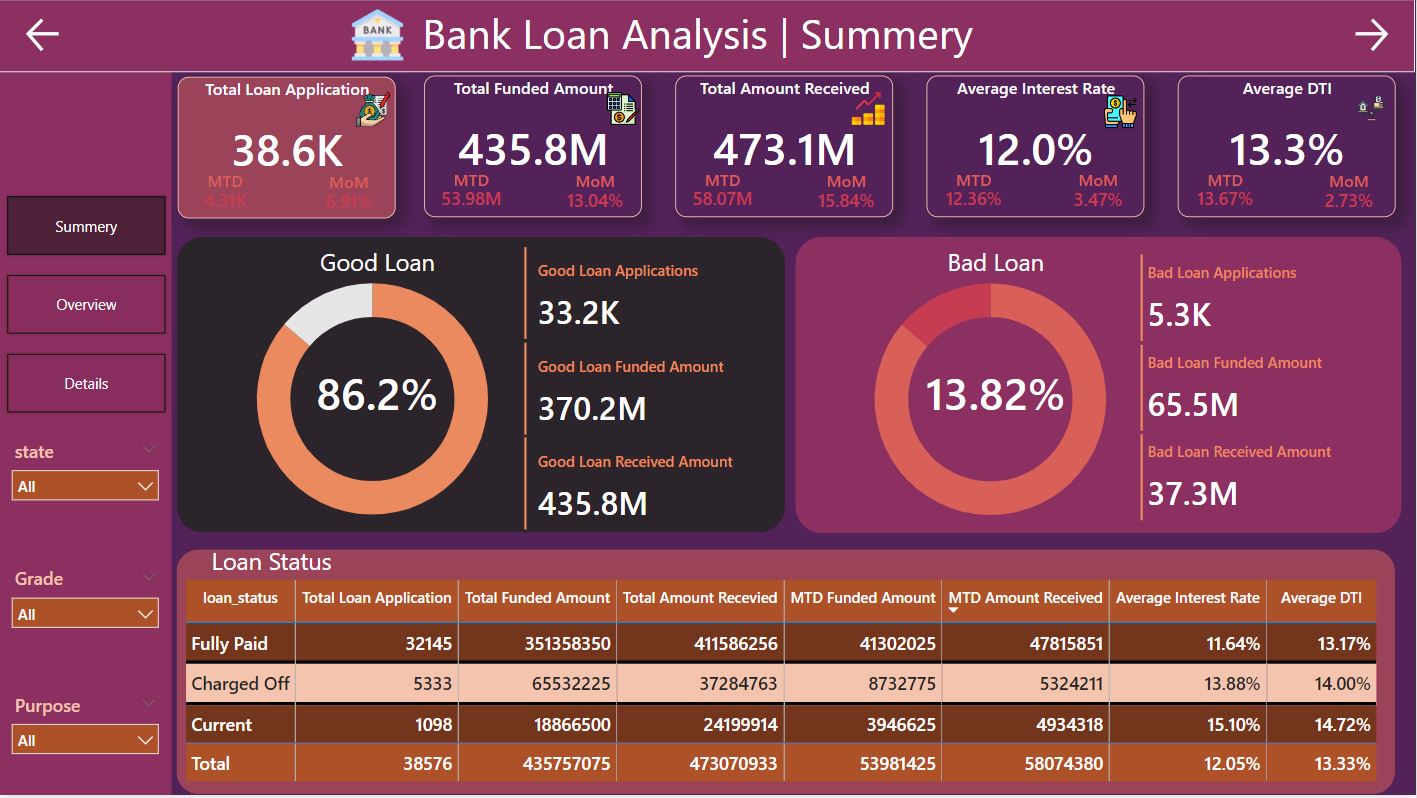 BANK
Bank Loan Analysis | Summery
Total Loan Application
38.6K
MTD MoM
4.31K 6.91%
Total Funded Amount
435.8M
MTD MoM
53.98M 13.04%
Total Amount Received
473.1M
MTD MoM
58.07M 15.84%
Average Interest Rate
12.0%
MTD MoM
12.36% 3.47%
Average DTI
13.3%
MTD MoM
13.67% 2.73%
Summery
Overview
Details
state
All
Grade
All
Purpose
All
Good Loan
86.2%
Good Loan Applications
33.2K
Good Loan Funded Amount
370.2M
Good Loan Received Amount
435.8M
Bad Loan
13.82%
Bad Loan Applications
5.3K
Bad Loan Funded Amount
65.5M
Bad Loan Received Amount
37.3M
Loan Status
loan_status Total Loan Application Total Funded Amount Total Amount Recevied MTD Funded Amount MTD Amount Received Average Interest Rate Average DTI
Fully Paid 32145 351358350 411586256 41302025 47815851 11.64% 13.17%
Charged Off 5333 65532225 37284763 8732775 5324211 13.88% 14.00%
Current 1098 18866500 24199914 3946625 4934318 15.10% 14.72%
Total 38576 435757075 473070933 53981425 58074380 12.05% 13.33%